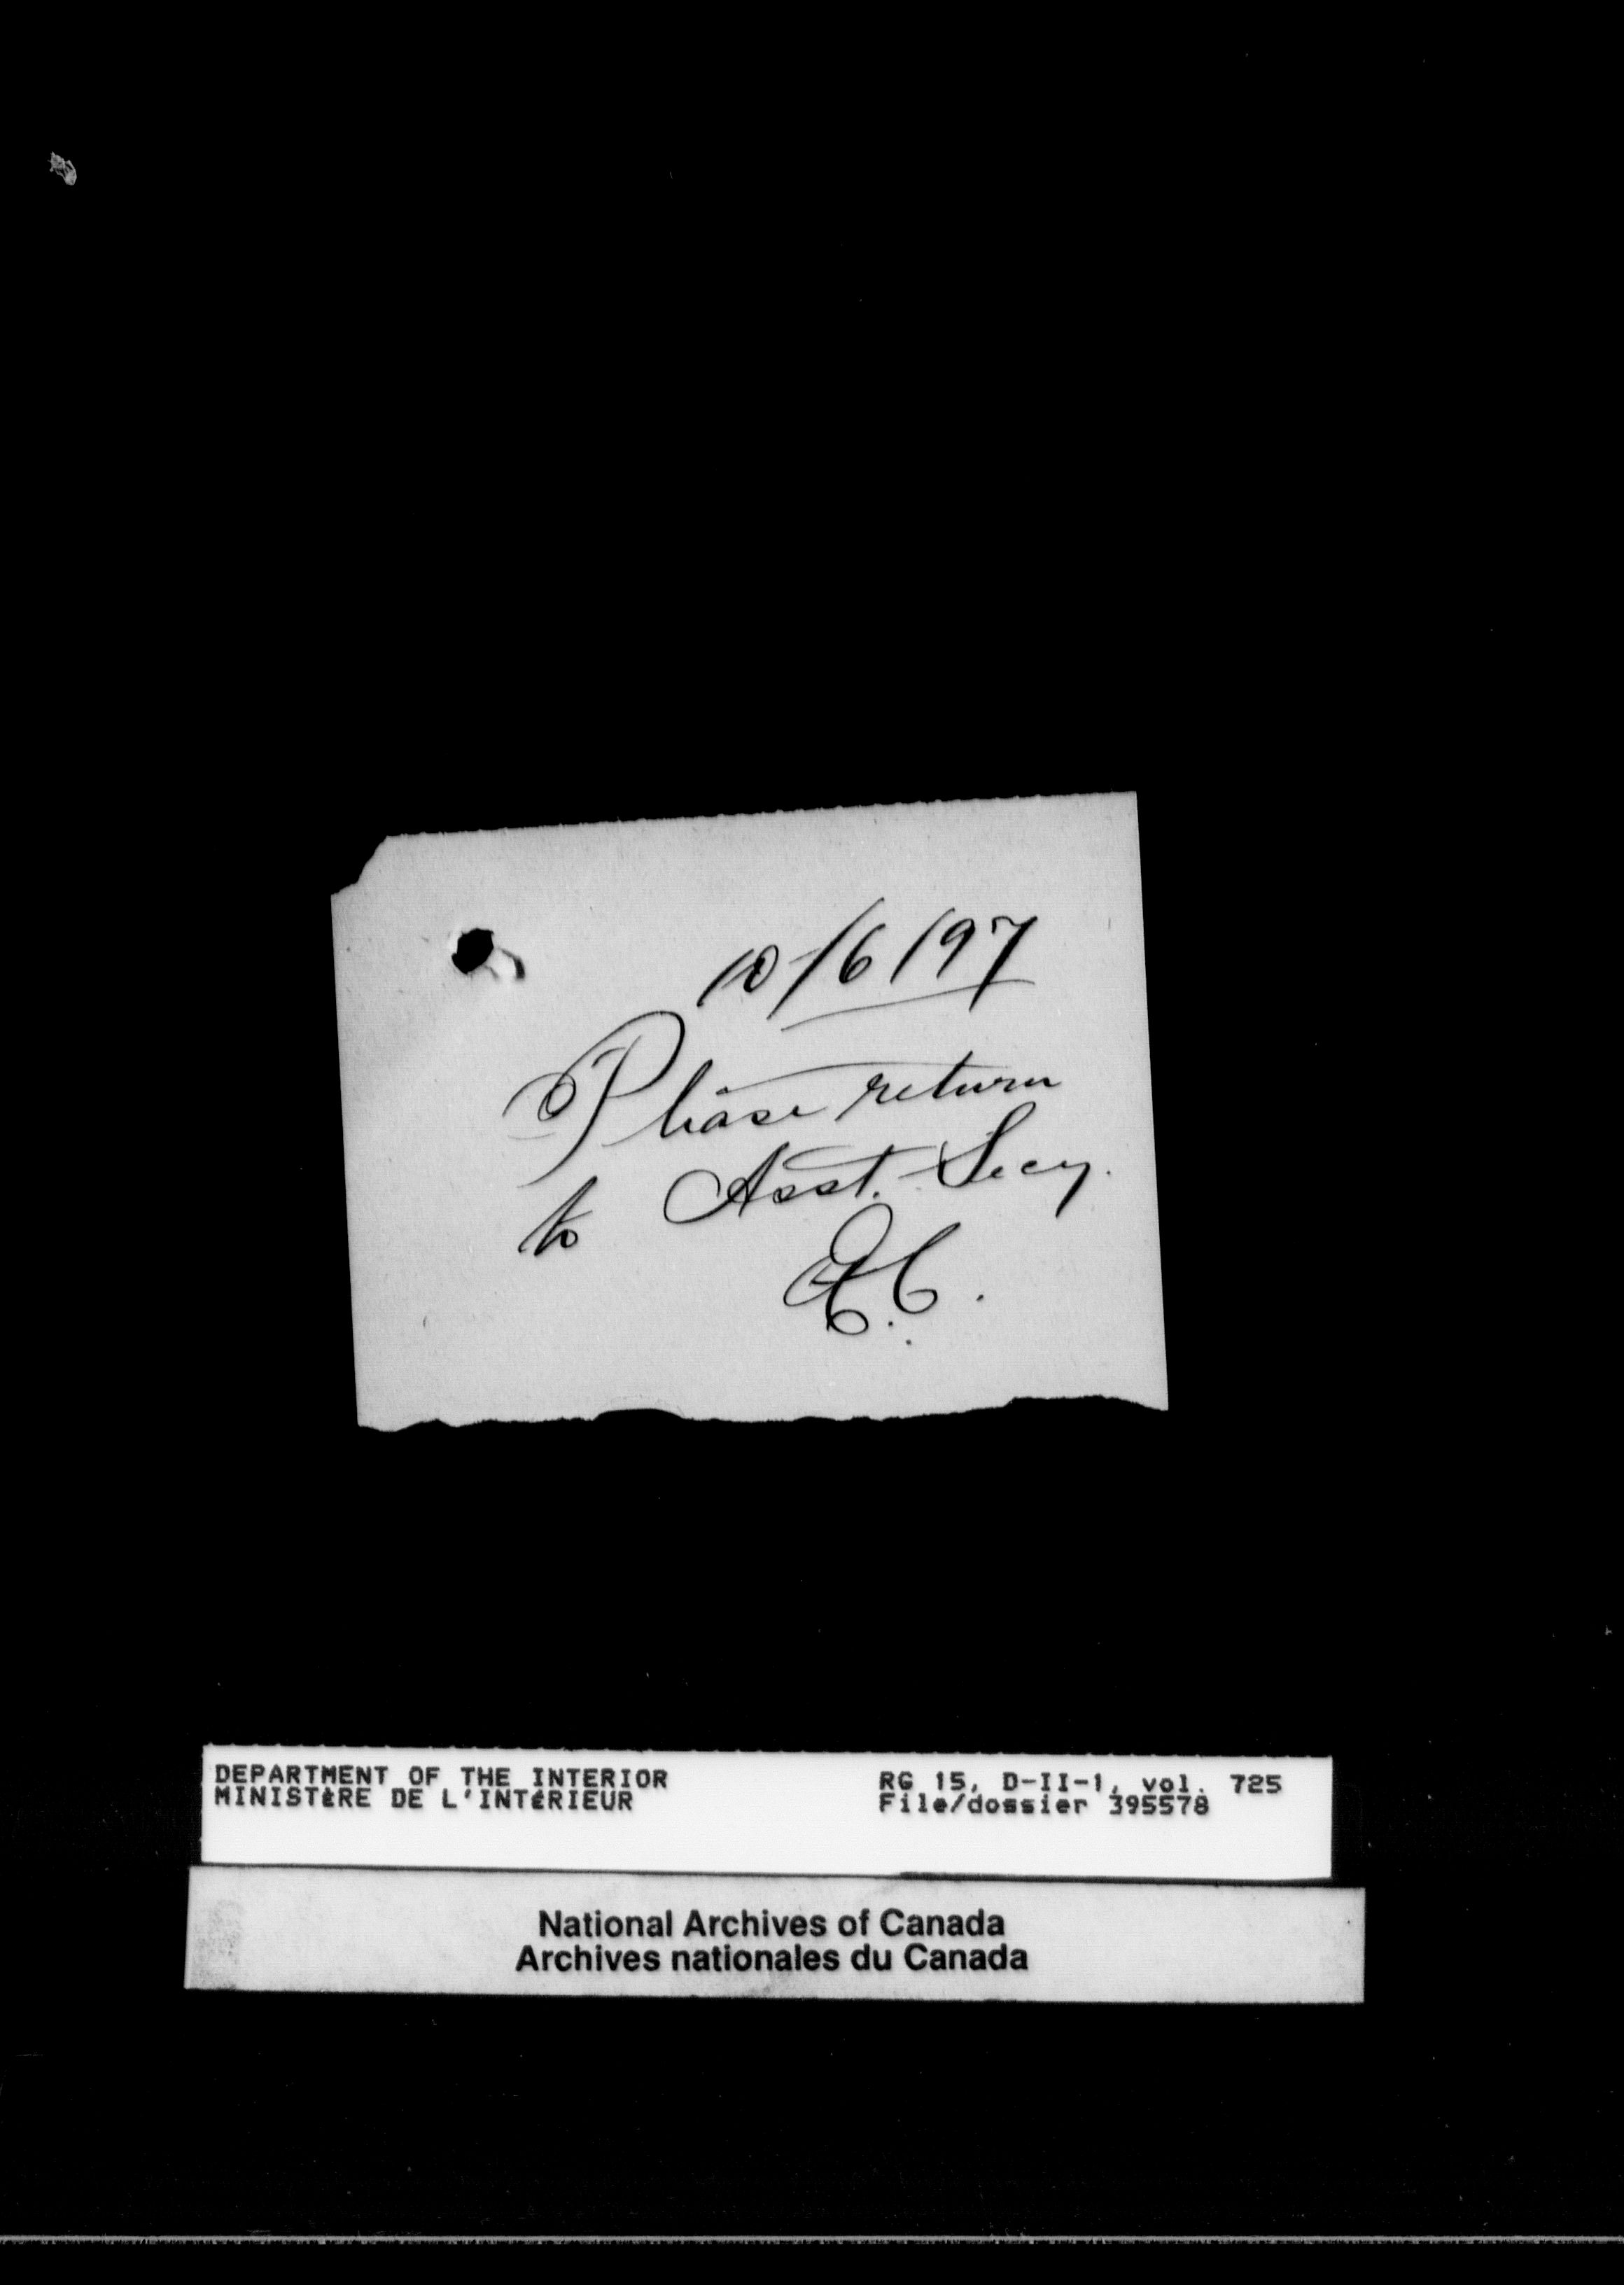 10/6/97
Please return
to Asst. Secy.
DEPARTMENT OF THE INTERIOR
MINISTÈRE DE L'INTÉRIEUR
RG 15, D-II-1, vol. 725
File/dossier 395578
National Archives of Canada
Archives nationales du Canada